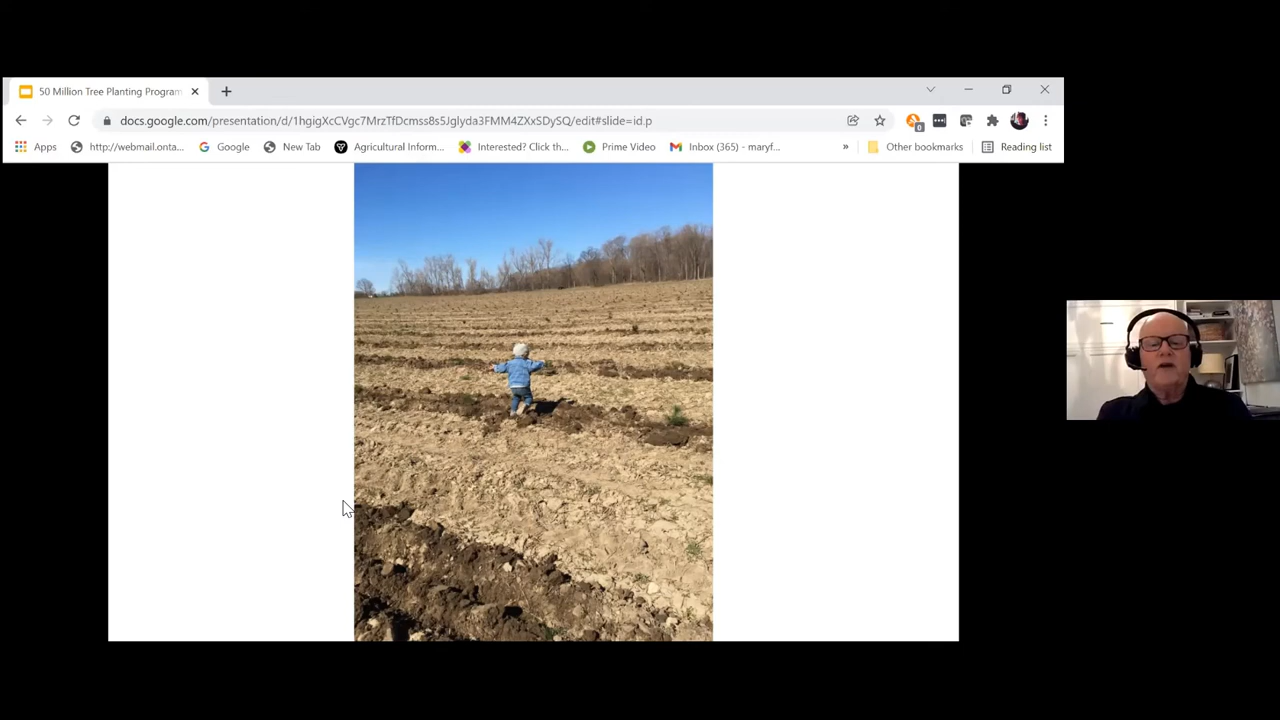 50 Million Tree Planting Program
docs.google.com/presentation/d/1hgigXcCVgc7MrzTfDcmss8s5Jglyda3FMM4ZXxSDySQ/edit#slide=id.p
0
Apps
http://webmail.onta...
Google
New Tab
Agricultural Inform...
Interested? Click th...
Prime Video
Inbox (365) - maryf...
»
Other bookmarks
Reading list